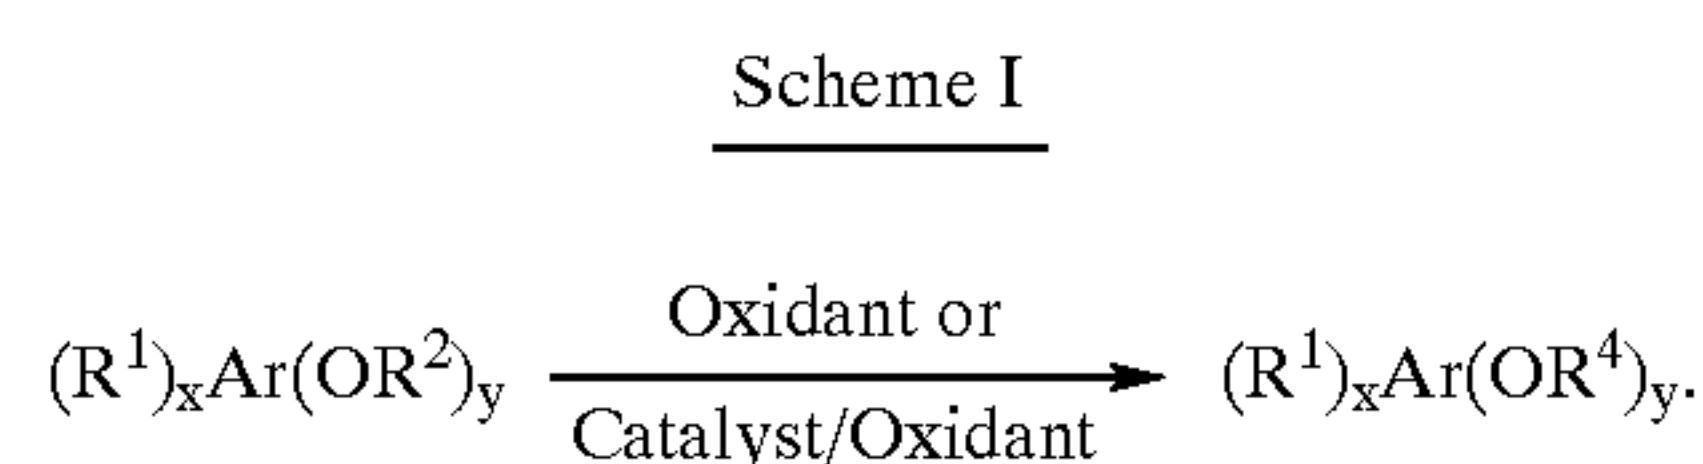 Scheme I
Oxidant or
(R¹)ₓAr(OR²)ᵧ (R¹)ₓAr(OR⁴)ᵧ.
Catalyst/Oxidant